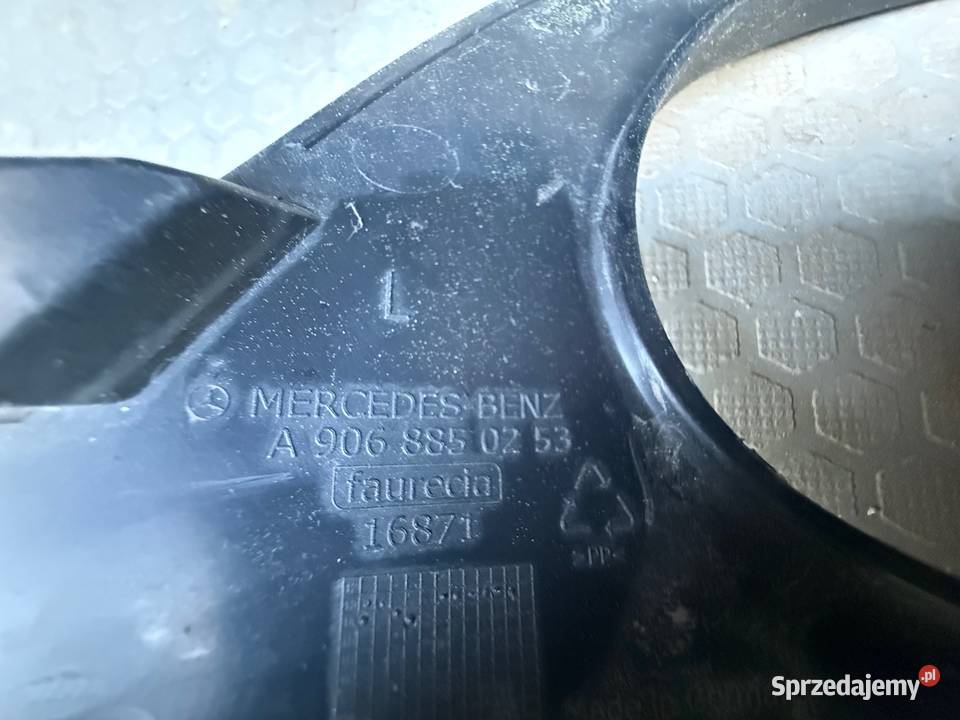 L
MERCEDES-BENZ
A 906 885 02 53
faurecia
16871
>PP<
Sprzedajemy.pl